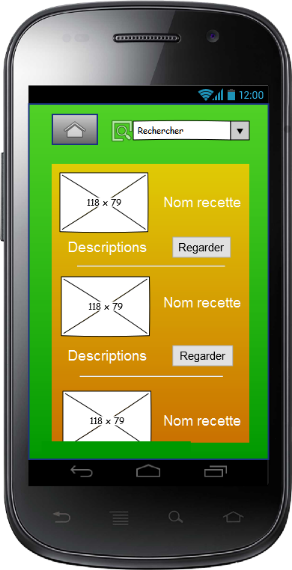 12:00
Rechercher
118 x 79
Nom recette
Descriptions
Regarder
118 x 79
Nom recette
Descriptions
Regarder
118 x 79
Nom recette